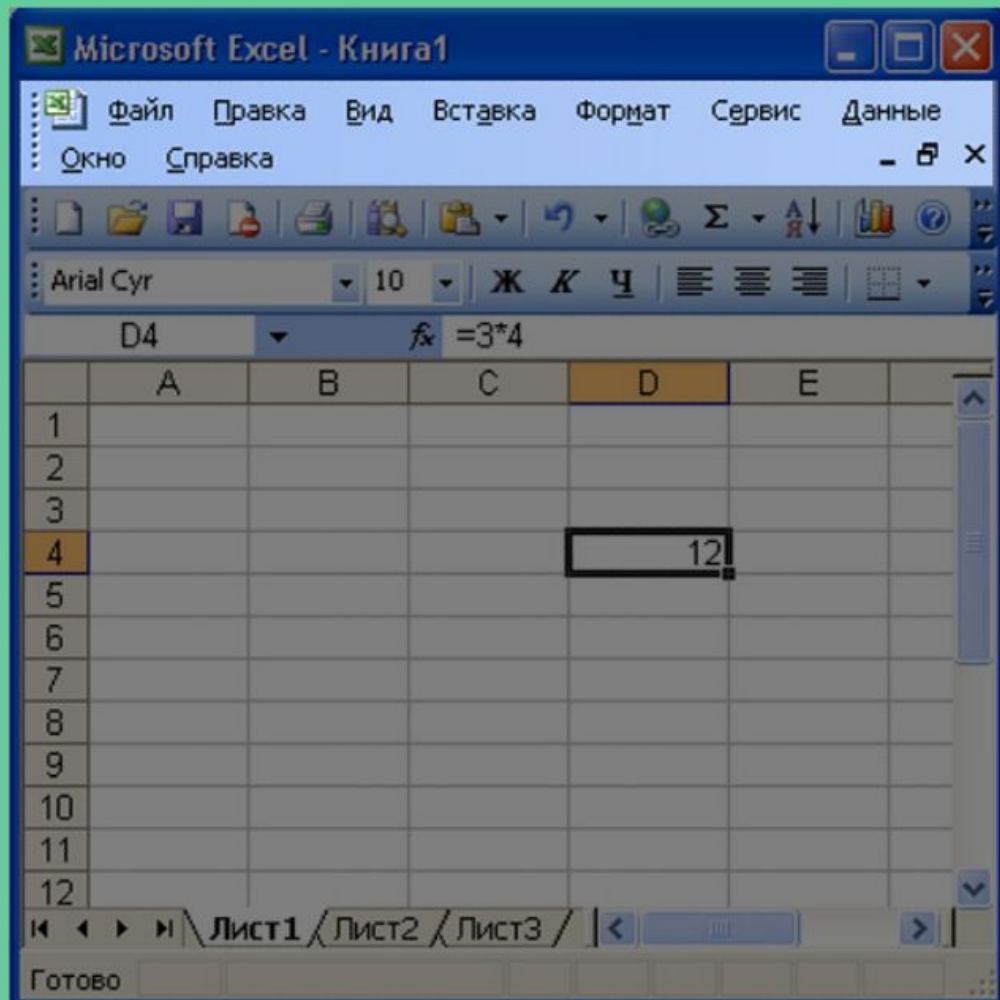 Microsoft Excel - Книга1
Файл Правка Вид Вставка Формат Сервис Данные
Окно Справка
Arial Cyr 10 Ж К Ч
D4 fx =3*4
A B C D E
1
2
3
4 12
5
6
7
8
9
10
11
12
Лист1 Лист2 Лист3
Готово